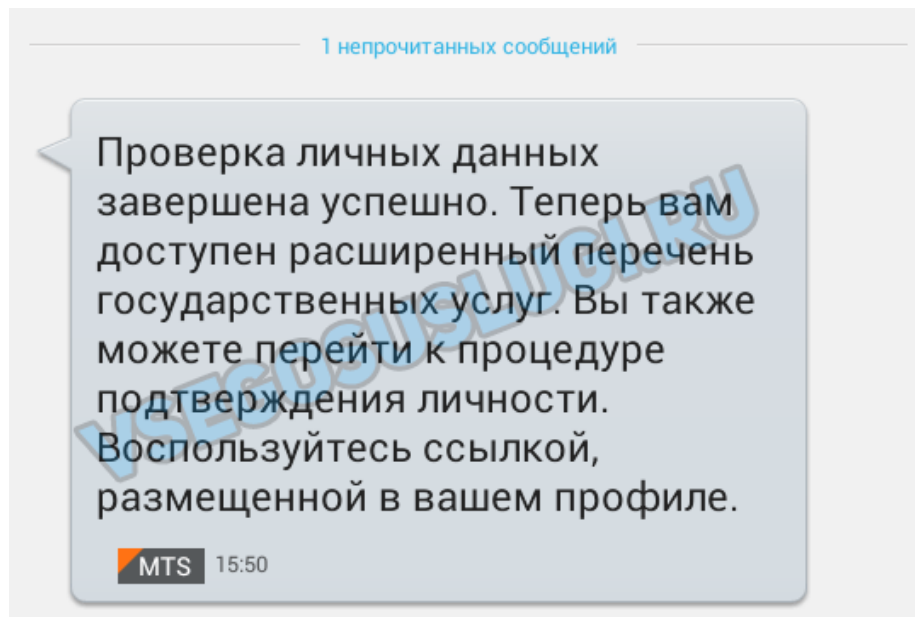 1 непрочитанных сообщений
Проверка личных данных
завершена успешно. Теперь вам
доступен расширенный перечень
государственных услуг. Вы также
можете перейти к процедуре
подтверждения личности.
Воспользуйтесь ссылкой,
размещенной в вашем профиле.
MTS 15:50
VSEGOSUSLUGI.RU